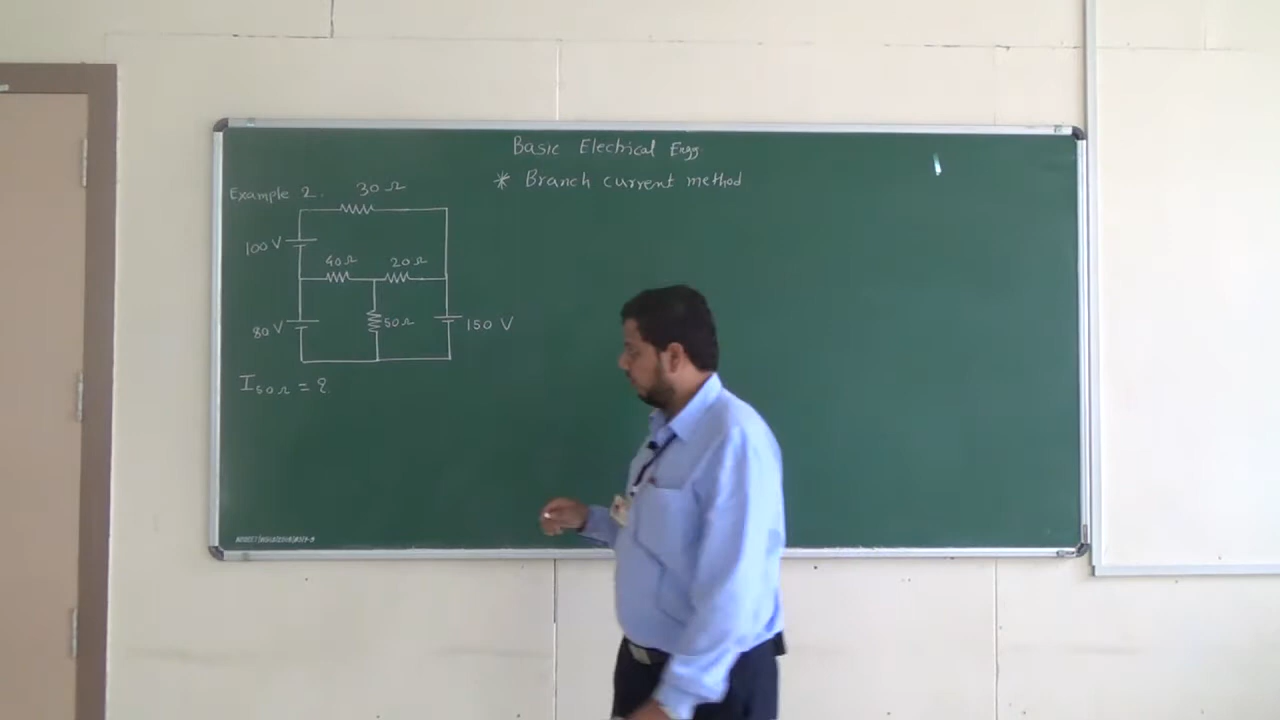 Basic Electrical Engg.
* Branch current method
Example 2.
30 Ω
100 V
40 Ω
20 Ω
80 V
50 Ω
150 V
I50Ω = ?